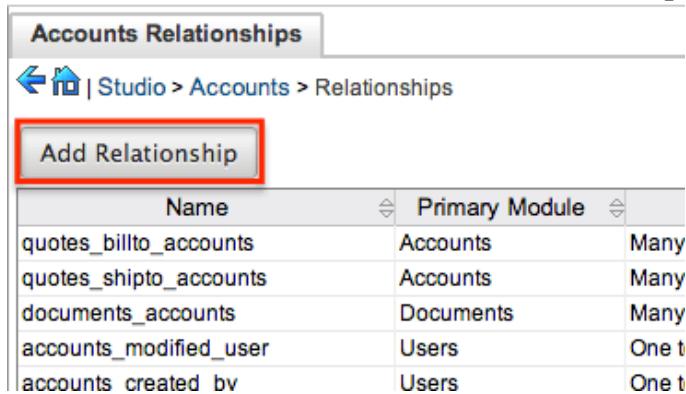 Accounts Relationships
| Studio > Accounts > Relationships
Add Relationship
Name Primary Module
quotes_billto_accounts Accounts Many
quotes_shipto_accounts Accounts Many
documents_accounts Documents Many
accounts_modified_user Users One
accounts_created_by Users One